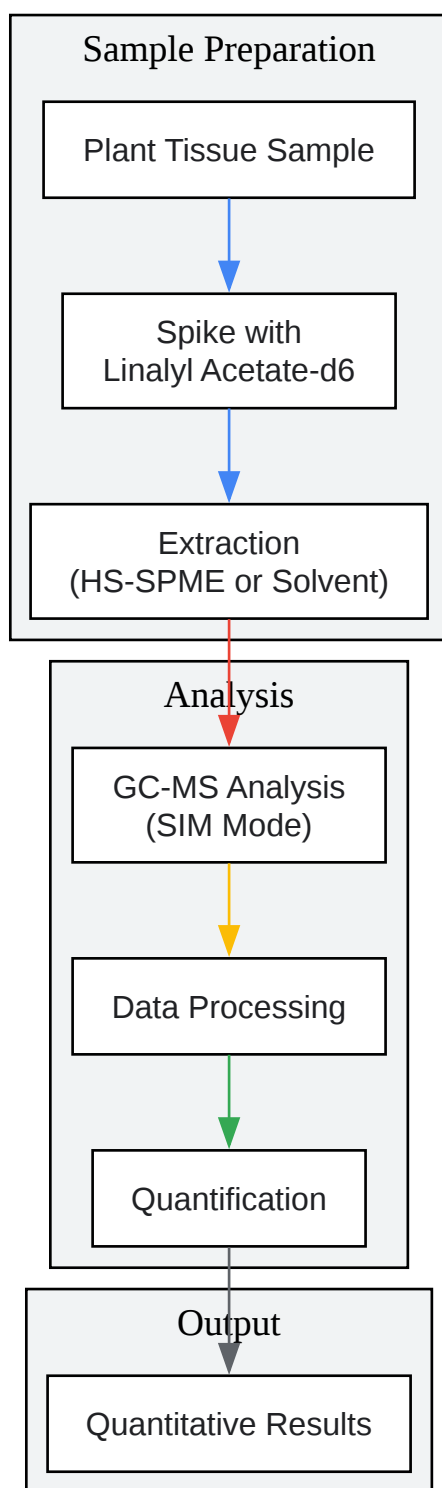 Sample Preparation
Plant Tissue Sample
Spike with
Linalyl Acetate-d6
Extraction
(HS-SPME or Solvent)
Analysis
GC-MS Analysis
(SIM Mode)
Data Processing
Quantification
Output
Quantitative Results